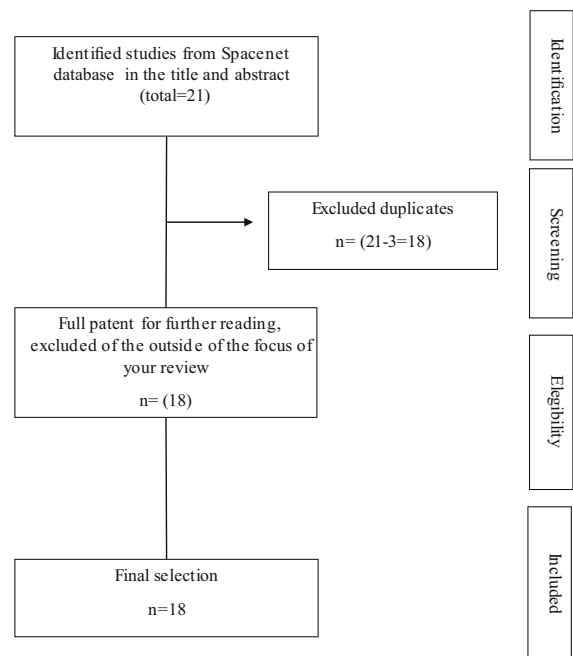 Identified studies from Spacenet
database in the title and abstract
(total=21)
Identification
Excluded duplicates
n= (21-3=18)
Screening
Full patent for further reading,
excluded of the outside of the focus of
your review
n= (18)
Elegibility
Final selection
n=18
Included